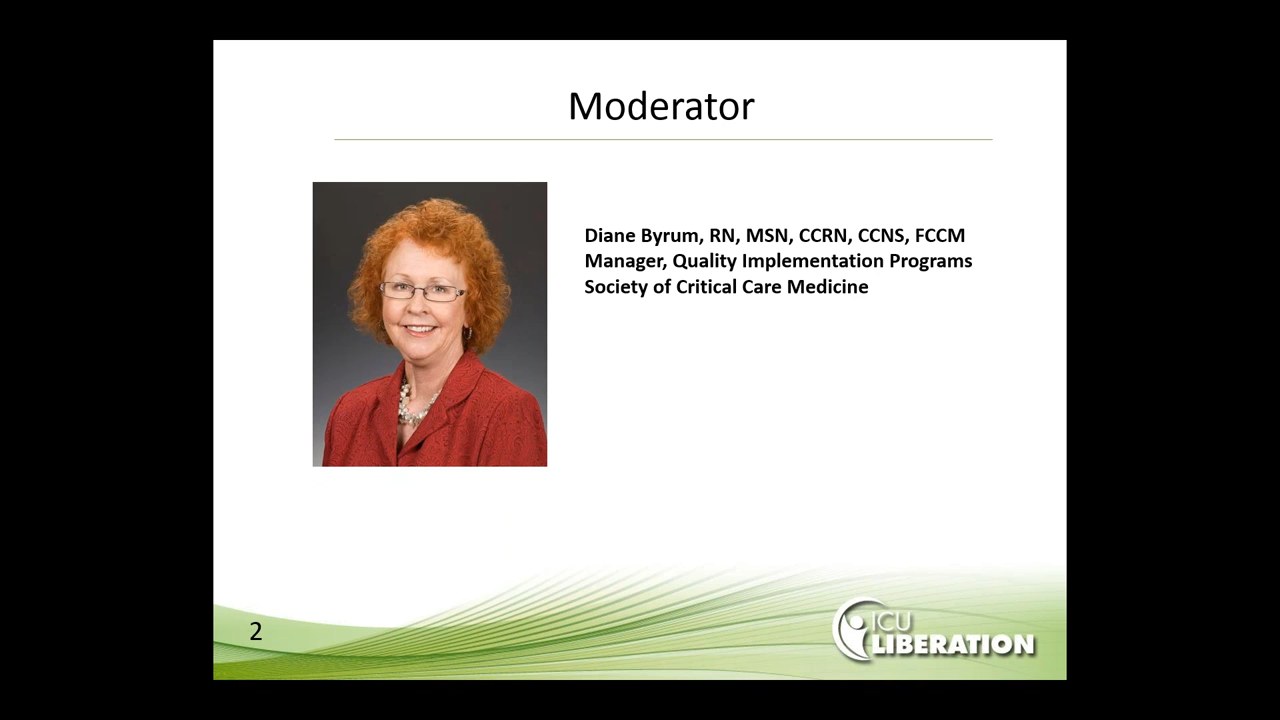 Moderator
Diane Byrum, RN, MSN, CCRN, CCNS, FCCM
Manager, Quality Implementation Programs
Society of Critical Care Medicine
2
ICU
LIBERATION